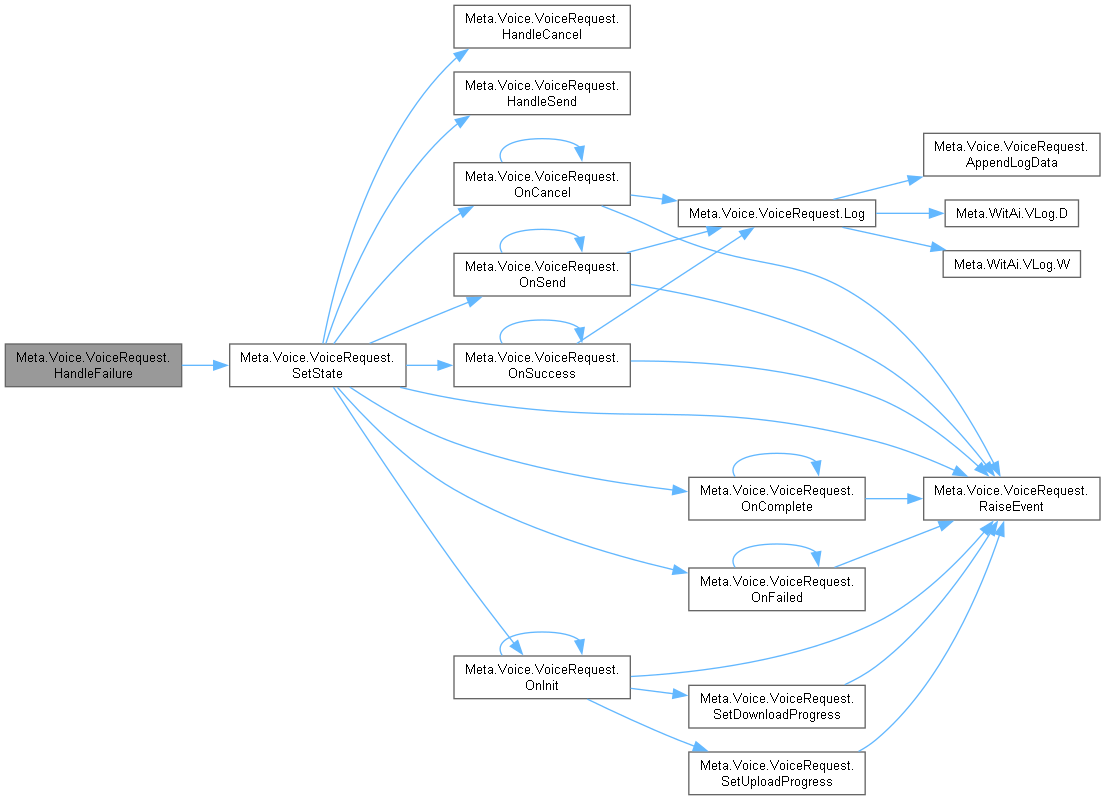 Meta.Voice.VoiceRequest.
HandleCancel
Meta.Voice.VoiceRequest.
HandleSend
Meta.Voice.VoiceRequest.
AppendLogData
Meta.Voice.VoiceRequest.
OnCancel
Meta.Voice.VoiceRequest.Log
Meta.WitAi.VLog.D
Meta.WitAi.VLog.W
Meta.Voice.VoiceRequest.
OnSend
Meta.Voice.VoiceRequest.
HandleFailure
Meta.Voice.VoiceRequest.
SetState
Meta.Voice.VoiceRequest.
OnSuccess
Meta.Voice.VoiceRequest.
OnComplete
Meta.Voice.VoiceRequest.
RaiseEvent
Meta.Voice.VoiceRequest.
OnFailed
Meta.Voice.VoiceRequest.
OnInit
Meta.Voice.VoiceRequest.
SetDownloadProgress
Meta.Voice.VoiceRequest.
SetUploadProgress